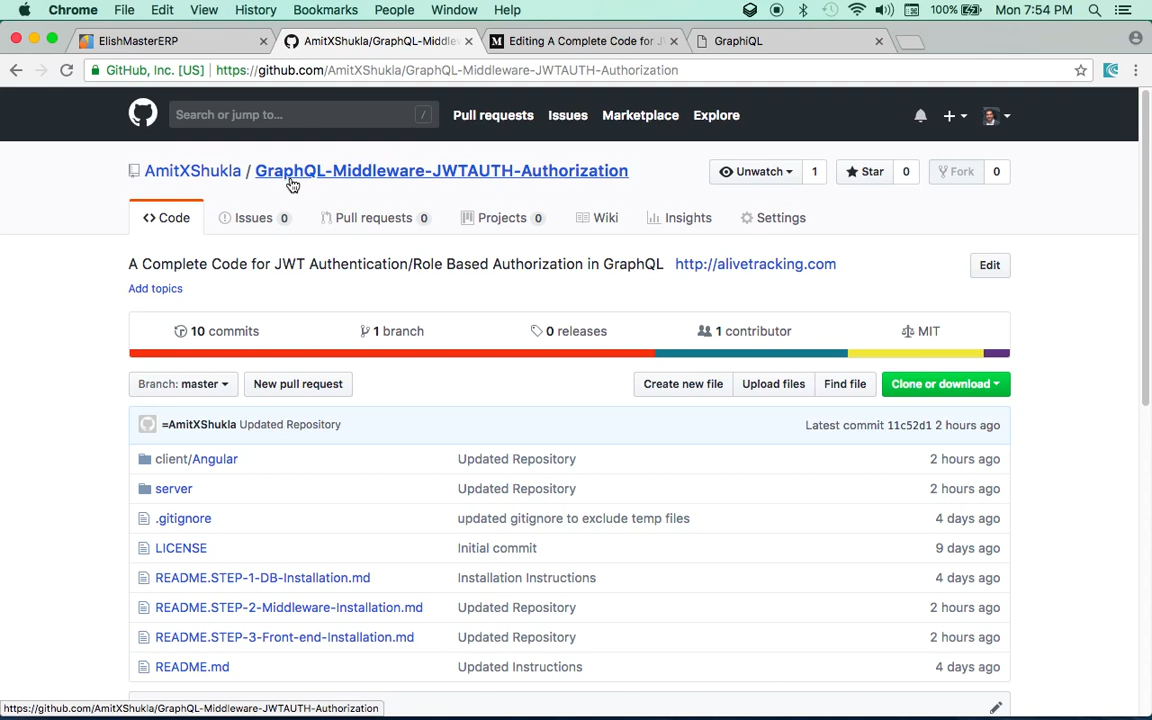 Chrome File Edit View History Bookmarks People Window Help 100% Mon 7:54 PM
ElishMasterERP AmitXShukla/GraphQL-Middle Editing A Complete Code for GraphiQL
GitHub, Inc. [US] https://github.com/AmitXShukla/GraphQL-Middleware-JWTAUTH-Authorization
Search or jump to... / Pull requests Issues Marketplace Explore
AmitXShukla / GraphQL-Middleware-JWTAUTH-Authorization Unwatch 1 Star 0 Fork 0
Code Issues 0 Pull requests 0 Projects 0 Wiki Insights Settings
A Complete Code for JWT Authentication/Role Based Authorization in GraphQL http://alivetracking.com Edit
Add topics
10 commits 1 branch 0 releases 1 contributor MIT
Branch: master New pull request Create new file Upload files Find file Clone or download
=AmitXShukla Updated Repository Latest commit 11c52d1 2 hours ago
client/Angular Updated Repository 2 hours ago
server Updated Repository 2 hours ago
.gitignore updated gitignore to exclude temp files 4 days ago
LICENSE Initial commit 9 days ago
README.STEP-1-DB-Installation.md Installation Instructions 4 days ago
README.STEP-2-Middleware-Installation.md Updated Repository 2 hours ago
README.STEP-3-Front-end-Installation.md Updated Repository 2 hours ago
README.md Updated Instructions 4 days ago
https://github.com/AmitXShukla/GraphQL-Middleware-JWTAUTH-Authorization